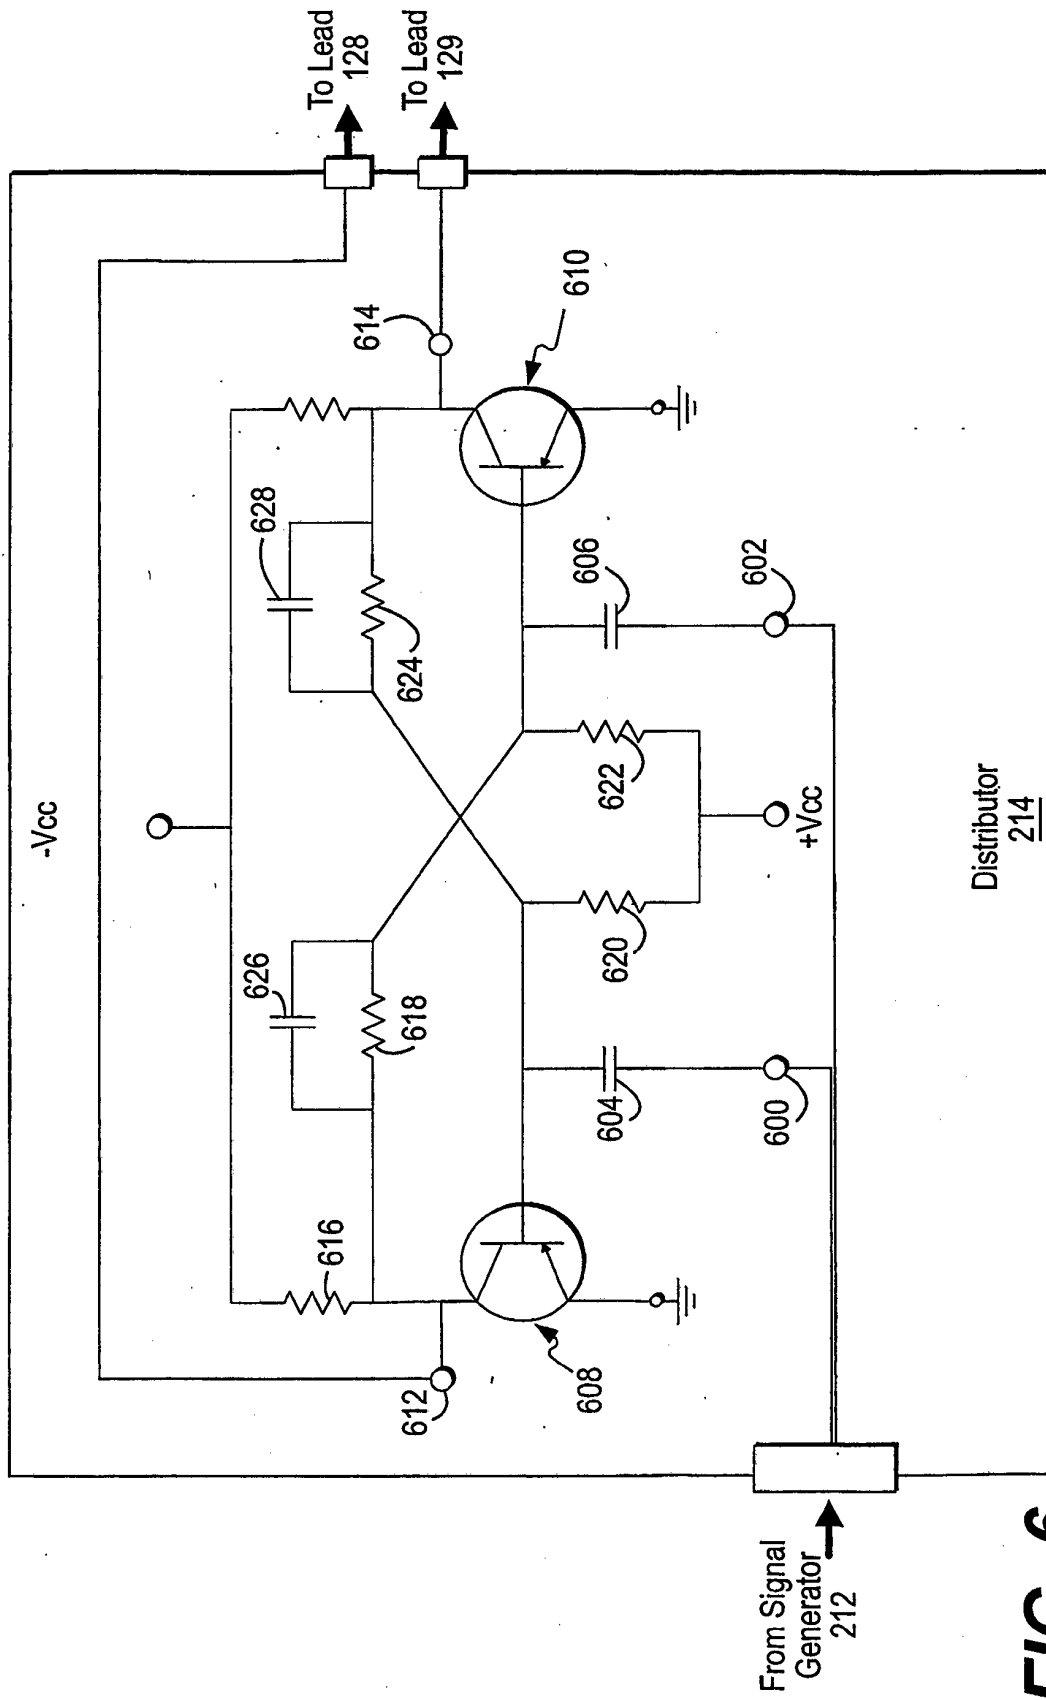 -Vcc
To Lead
128
To Lead
129
628
614
626
624
610
616
618
606
602
622
612
608
604
620
+Vcc
600
From Signal
Generator
212
Distributor
214
FIG. 6